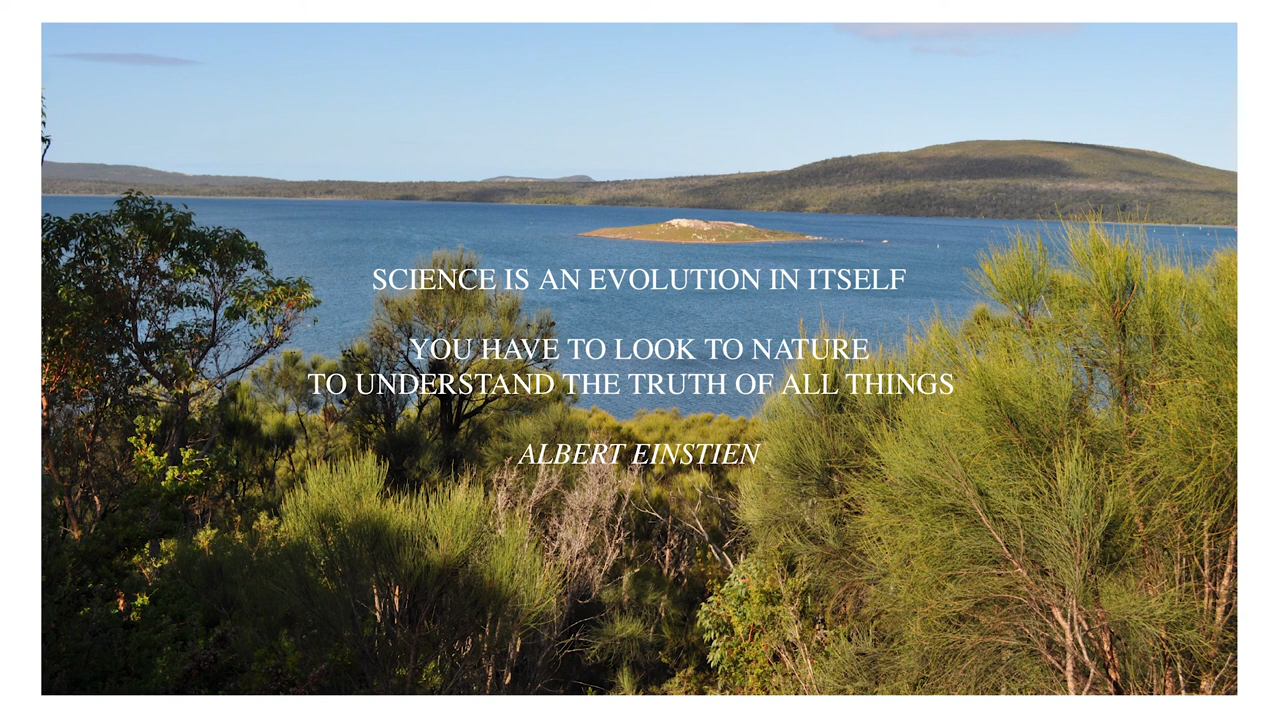 SCIENCE IS AN EVOLUTION IN ITSELF
YOU HAVE TO LOOK TO NATURE
TO UNDERSTAND THE TRUTH OF ALL THINGS
ALBERT EINSTIEN